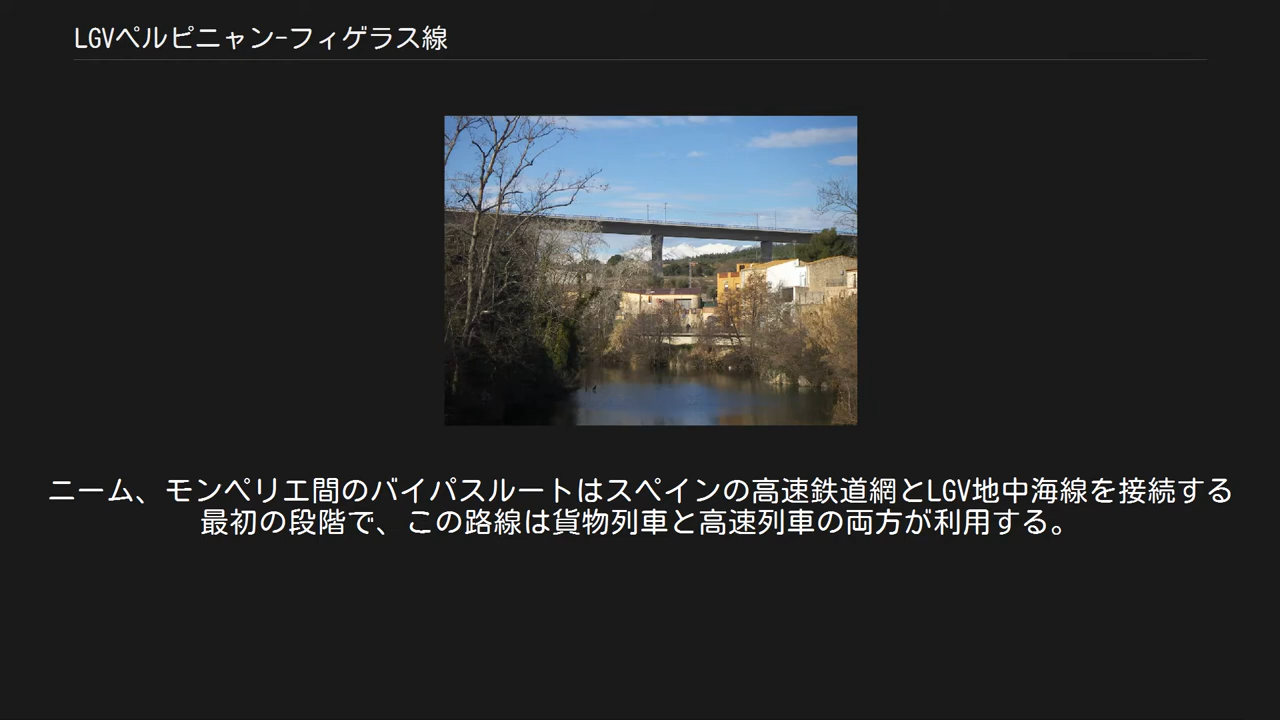 LGVペルピニャン-フィゲラス線
ニーム、モンペリエ間のバイパスルートはスペインの高速鉄道網とLGV地中海線を接続する
最初の段階で、この路線は貨物列車と高速列車の両方が利用する。